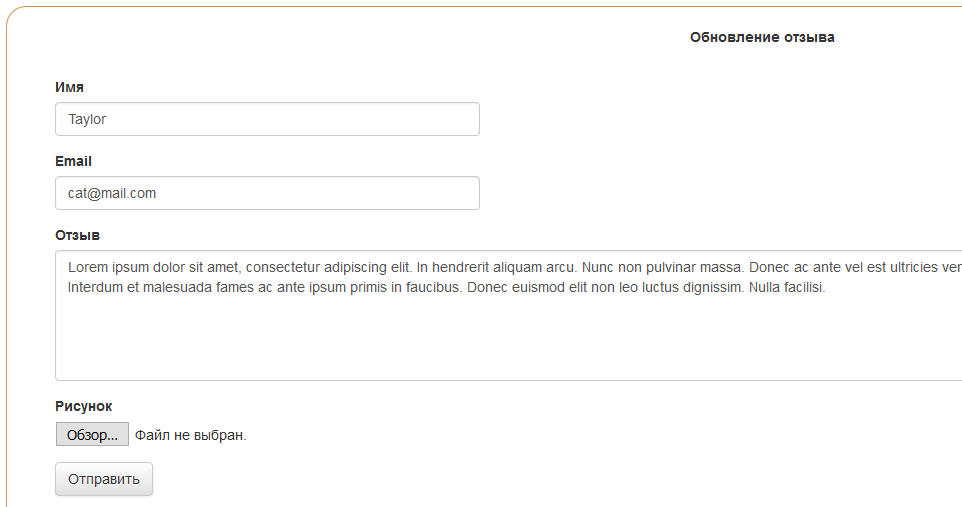 Обновление отзыва
Имя
Taylor
Email
cat@mail.com
Отзыв
Lorem ipsum dolor sit amet, consectetur adipiscing elit. In hendrerit aliquam arcu. Nunc non pulvinar massa. Donec ac ante vel est ultricies
Interdum et malesuada fames ac ante ipsum primis in faucibus. Donec euismod elit non leo luctus dignissim. Nulla facilisi.
Рисунок
Обзор... Файл не выбран.
Отправить